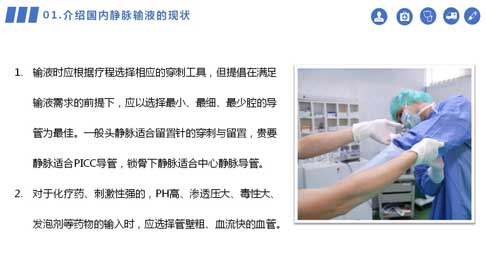 01.介绍国内静脉输液的现状
1. 输液时应根据疗程选择相应的穿刺工具，但提倡在满足
输液需求的前提下，应以选择最小、最细、最少腔的导
管为最佳。一般头静脉适合留置针的穿刺与留置，贵要
静脉适合PICC导管，锁骨下静脉适合中心静脉导管。
2. 对于化疗药、刺激性强的，PH高、渗透压大、毒性大、
发泡剂等药物的输入时，应选择管壁粗、血流快的血管。